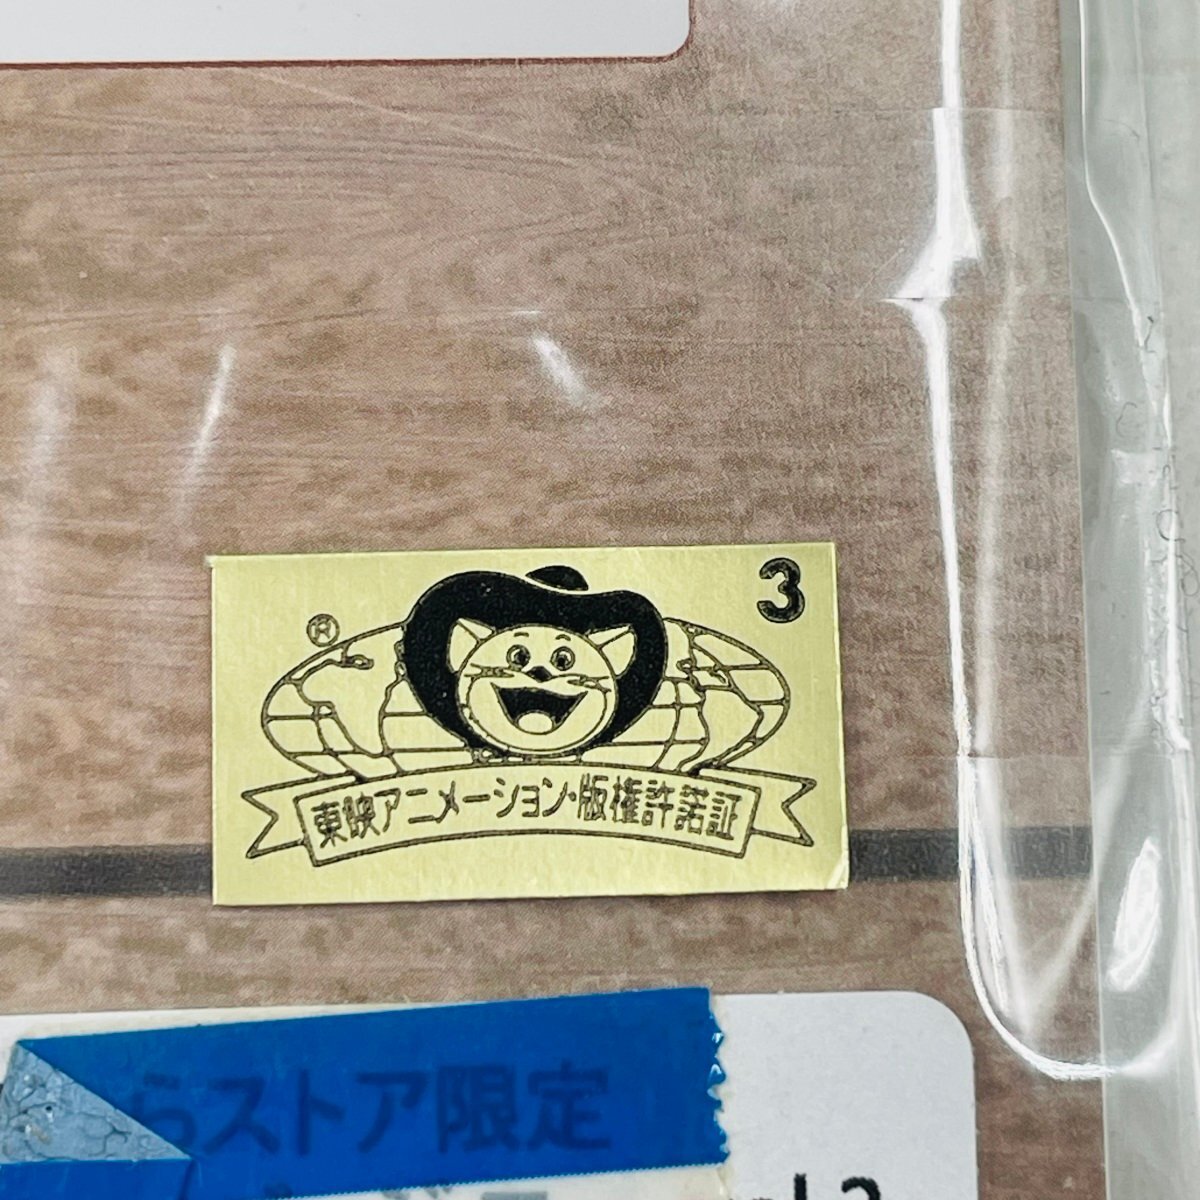 3
®
東映アニメーション・版権許諾証
らストア限定